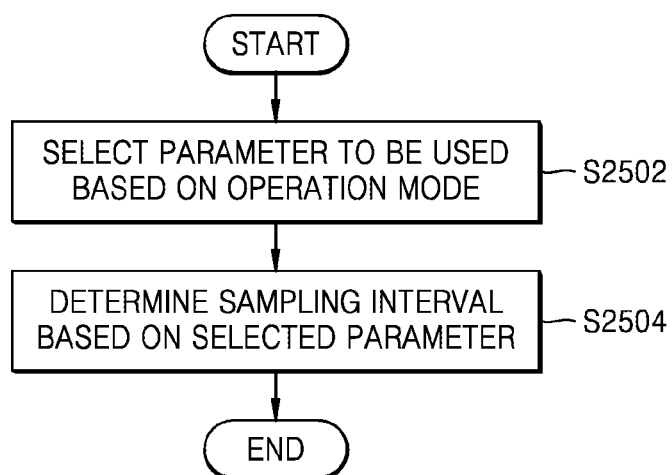 START
SELECT PARAMETER TO BE USED
BASED ON OPERATION MODE
S2502
DETERMINE SAMPLING INTERVAL
BASED ON SELECTED PARAMETER
S2504
END